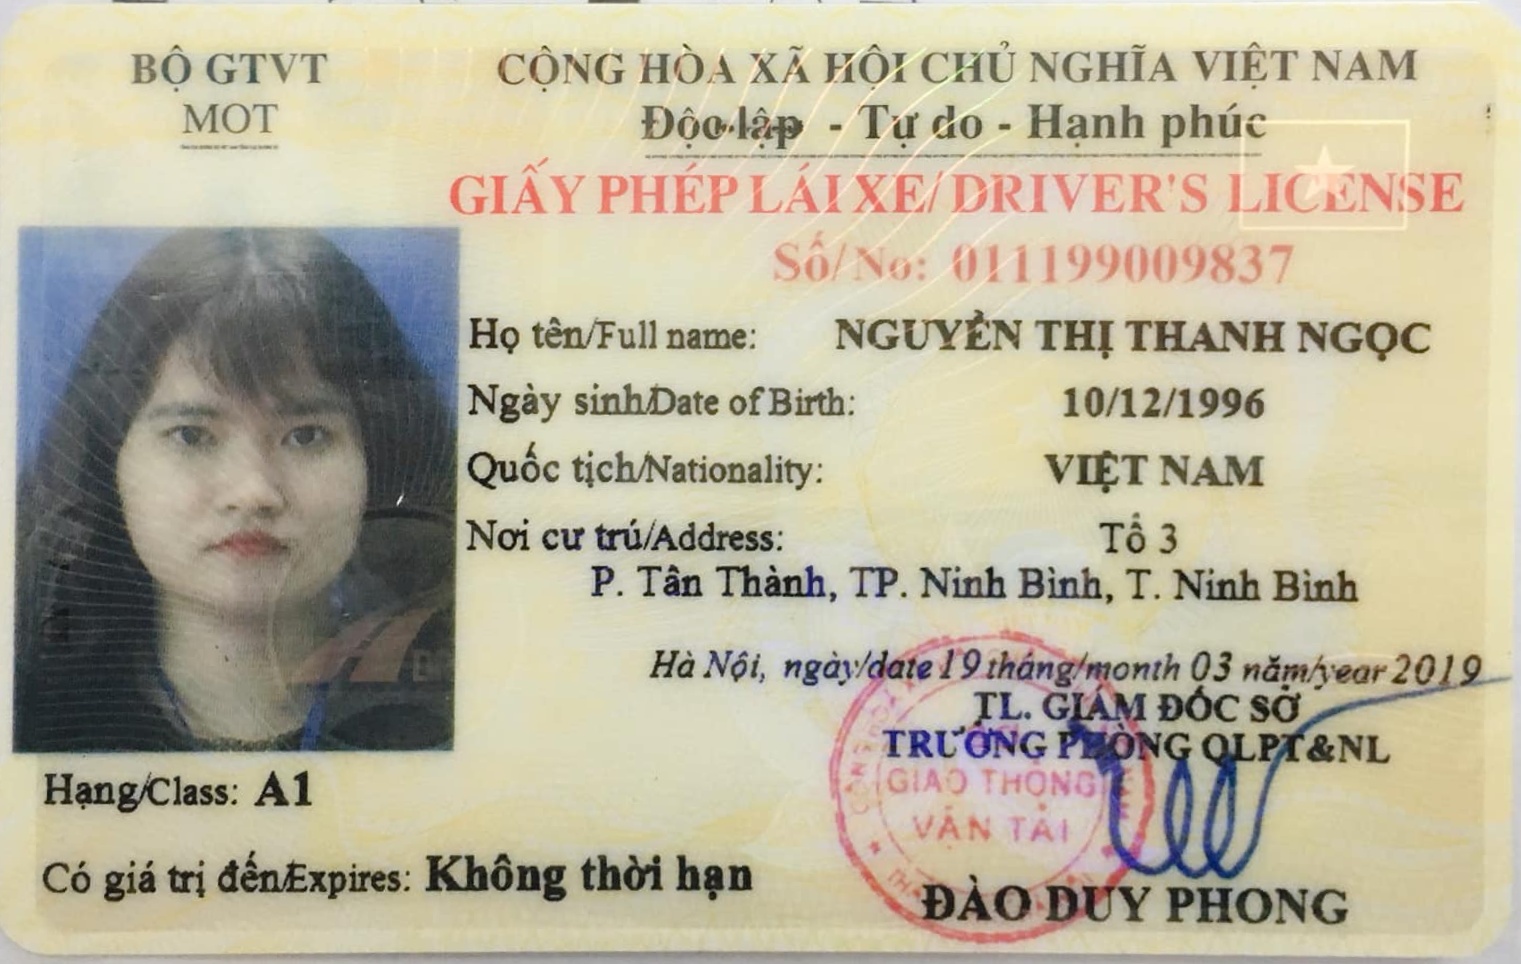 BỘ GTVT
MOT
CỘNG HÒA XÃ HỘI CHỦ NGHĨA VIỆT NAM
Độc lập - Tự do - Hạnh phúc
GIẤY PHÉP LÁI XE/DRIVER'S LICENSE
Số/No: 011199009837
Họ tên/Full name: NGUYỄN THỊ THANH NGỌC
Ngày sinh/Date of Birth: 10/12/1996
Quốc tịch/Nationality: VIỆT NAM
Nơi cư trú/Address: Tổ 3
P. Tân Thành, TP. Ninh Bình, T. Ninh Bình
Hà Nội, ngày/date 19 tháng/month 03 năm/year 2019
TL. GIÁM ĐỐC SỞ
TRƯỞNG PHÒNG QLPT&NL
GIAO THÔNG
VẬN TẢI
ĐÀO DUY PHONG
Hạng/Class: A1
Có giá trị đến/Expires: Không thời hạn